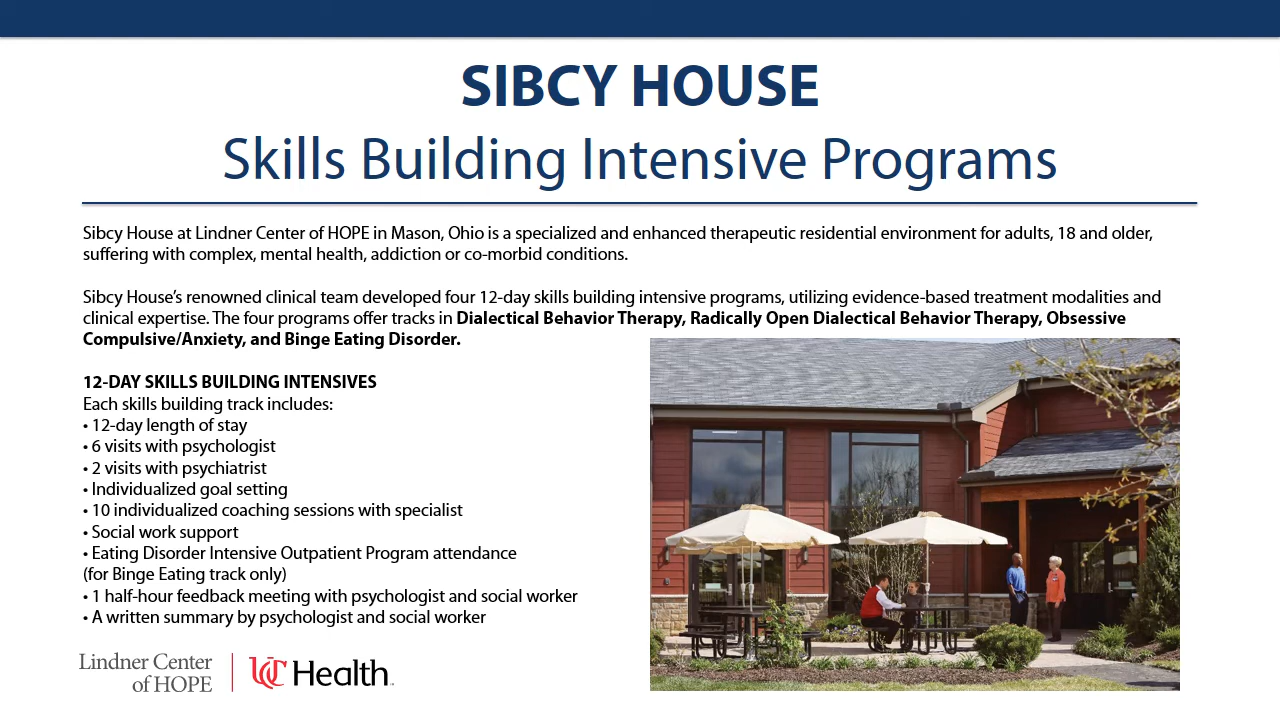 SIBCY HOUSE
Skills Building Intensive Programs
Sibcy House at Lindner Center of HOPE in Mason, Ohio is a specialized and enhanced therapeutic residential environment for adults, 18 and older,
suffering with complex, mental health, addiction or co-morbid conditions.
Sibcy House’s renowned clinical team developed four 12-day skills building intensive programs, utilizing evidence-based treatment modalities and
clinical expertise. The four programs offer tracks in Dialectical Behavior Therapy, Radically Open Dialectical Behavior Therapy, Obsessive
Compulsive/Anxiety, and Binge Eating Disorder.
12-DAY SKILLS BUILDING INTENSIVES
Each skills building track includes:
• 12-day length of stay
• 6 visits with psychologist
• 2 visits with psychiatrist
• Individualized goal setting
• 10 individualized coaching sessions with specialist
• Social work support
• Eating Disorder Intensive Outpatient Program attendance
(for Binge Eating track only)
• 1 half-hour feedback meeting with psychologist and social worker
• A written summary by psychologist and social worker
Lindner Center
of HOPE
UC Health™